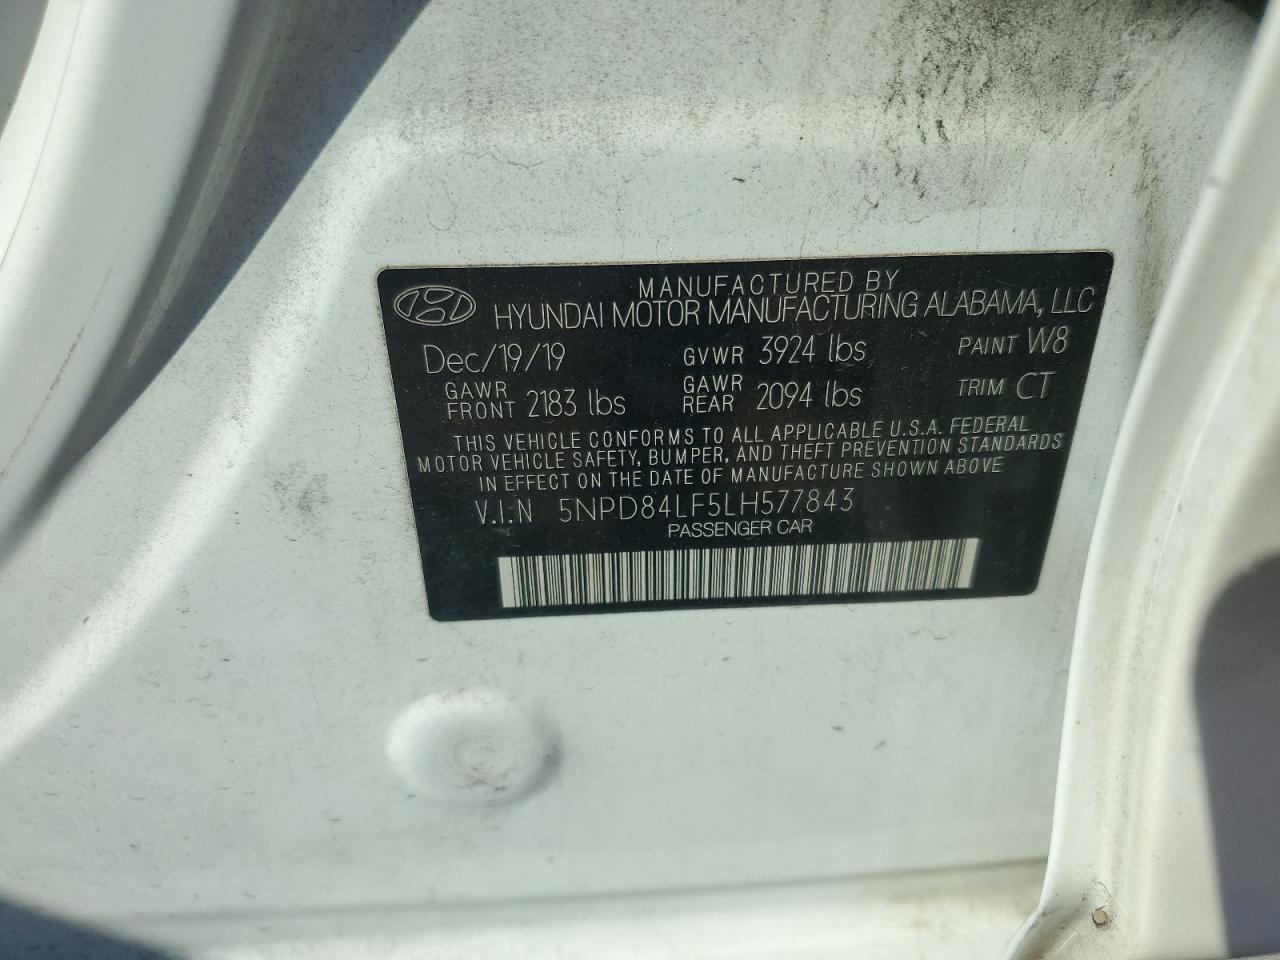 MANUFACTURED BY
HYUNDAI MOTOR MANUFACTURING ALABAMA, LLC
Dec/19/19 GVWR 3924 lbs PAINT W8
GAWR FRONT 2183 lbs GAWR REAR 2094 lbs TRIM CT
THIS VEHICLE CONFORMS TO ALL APPLICABLE U.S.A. FEDERAL
MOTOR VEHICLE SAFETY, BUMPER, AND THEFT PREVENTION STANDARDS
IN EFFECT ON THE DATE OF MANUFACTURE SHOWN ABOVE
V.I.N 5NPD84LF5LH577843
PASSENGER CAR